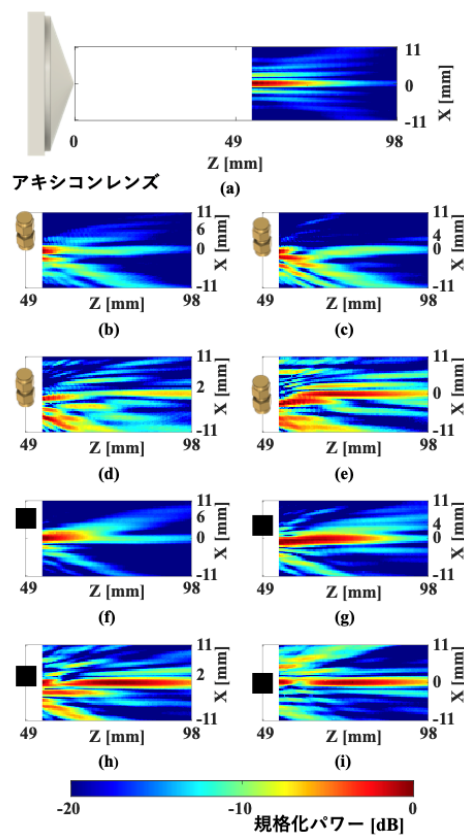 11
0
-11
X [mm]
0
49
98
Z [mm]
アキシコンレンズ
(a)
11
6
0
-11
X [mm]
49
Z [mm]
98
(b)
11
4
0
-11
X [mm]
49
Z [mm]
98
(c)
11
2
-11
X [mm]
49
Z [mm]
98
(d)
11
0
-11
X [mm]
49
Z [mm]
98
(e)
11
6
0
-11
X [mm]
49
Z [mm]
98
(f)
11
4
0
-11
X [mm]
49
Z [mm]
98
(g)
11
2
-11
X [mm]
49
Z [mm]
98
(h)
11
0
-11
X [mm]
49
Z [mm]
98
(i)
-20
-10
0
規格化パワー [dB]